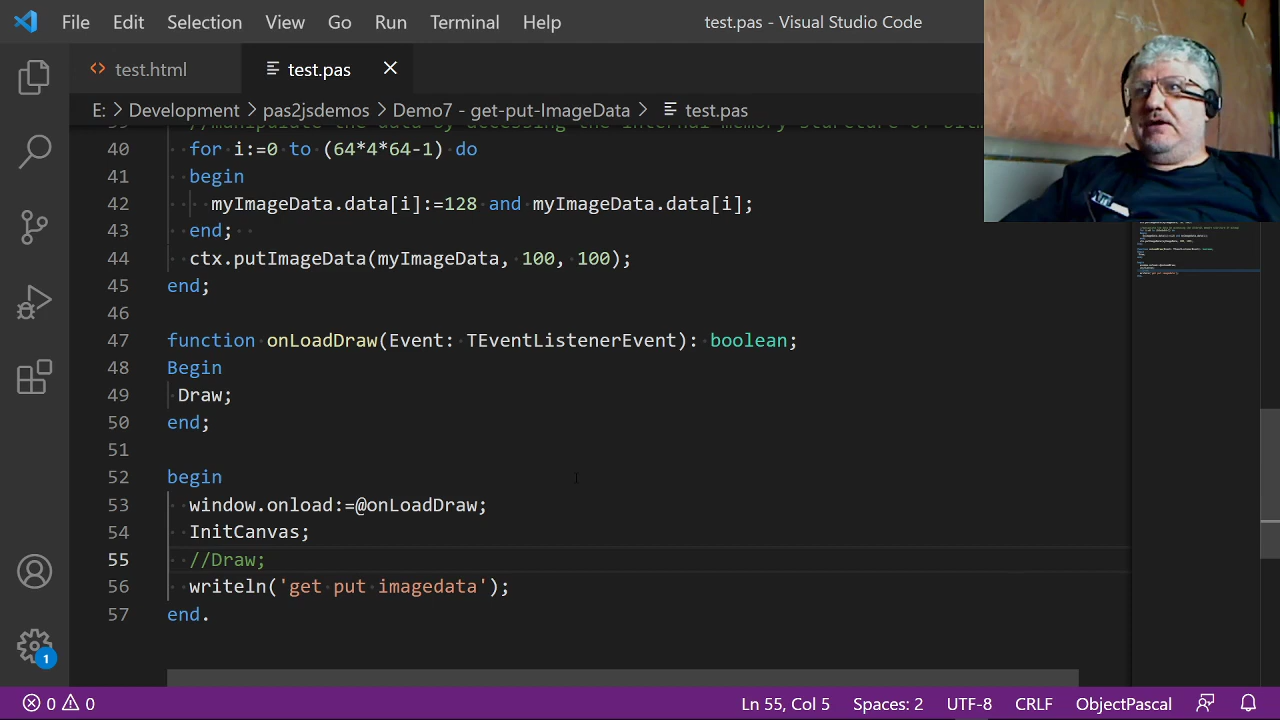 File Edit Selection View Go Run Terminal Help
test.pas - Visual Studio Code
test.html
test.pas
E: > Development > pas2jsdemos > Demo7 - get-put-ImageData > test.pas
40 for i:=0 to (64*4*64-1) do
41 begin
42 myImageData.data[i]:=128 and myImageData.data[i];
43 end;
44 ctx.putImageData(myImageData, 100, 100);
45 end;
46
47 function onLoadDraw(Event: TEventListenerEvent): boolean;
48 Begin
49 Draw;
50 end;
51
52 begin
53 window.onload:=@onLoadDraw;
54 InitCanvas;
55 //Draw;
56 writeln('get put imagedata');
57 end.
1
0 0 Ln 55, Col 5 Spaces: 2 UTF-8 CRLF ObjectPascal